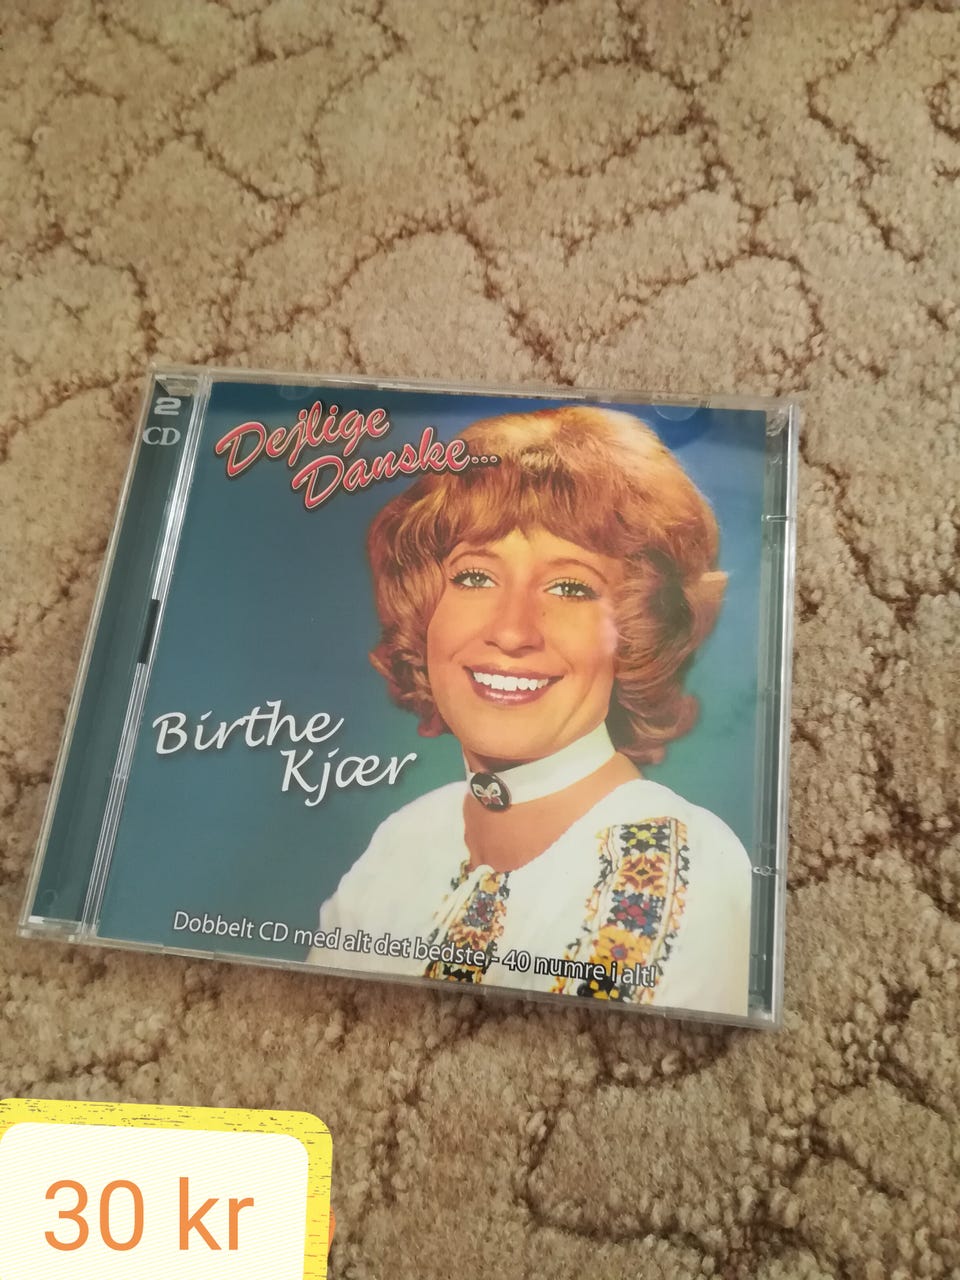 2
CD
Dejlige
Danske...
Birthe
Kjær
Dobbelt CD med alt det bedste,- 40 numre i alt!
30 kr